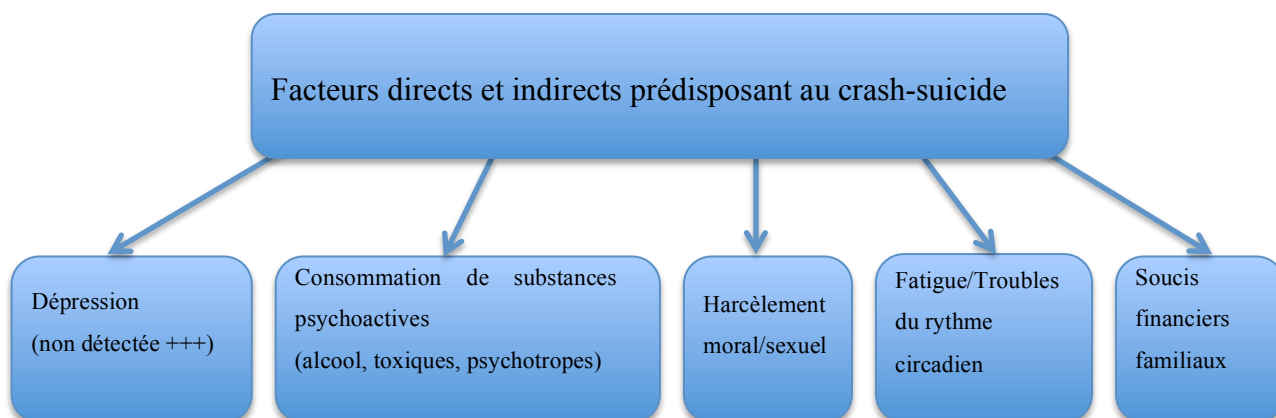 Facteurs directs et indirects prédisposant au crash-suicide
Dépression
(non détectée +++)
Consommation de substances
psychoactives
(alcool, toxiques, psychotropes)
Harcèlement
moral/sexuel
Fatigue/Troubles
du rythme
circadien
Soucis
financiers
familiaux